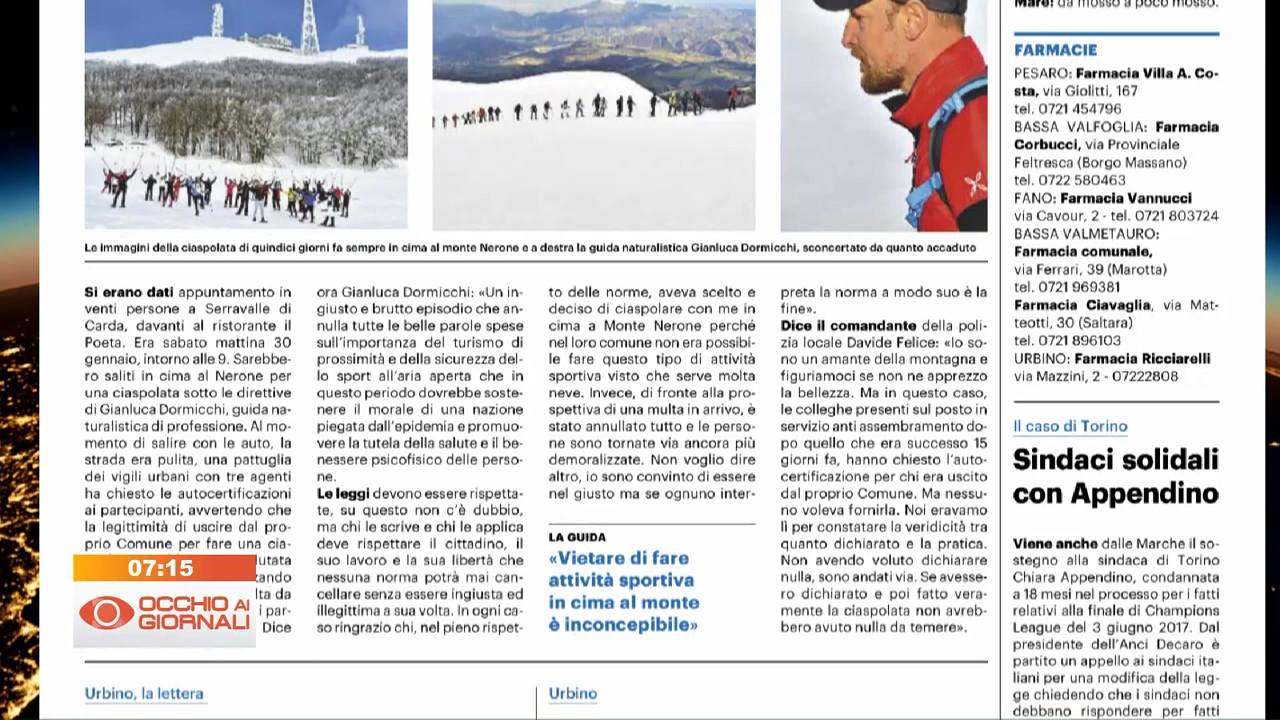 Mare: da mosso a poco mosso.
FARMACIE
PESARO: Farmacia Villa A. Co-
sta, via Giolitti, 167
tel. 0721 454796
BASSA VALFOGLIA: Farmacia
Corbucci, via Provinciale
Feltresca (Borgo Massano)
tel. 0722 580463
FANO: Farmacia Vannucci
via Cavour, 2 - tel. 0721 803724
BASSA VALMETAURO:
Farmacia comunale,
via Ferrari, 39 (Marotta)
tel. 0721 969381
Farmacia Ciavaglia, via Mat-
teotti, 30 (Saltara)
tel. 0721 896103
URBINO: Farmacia Ricciarelli
via Mazzini, 2 - 07222808
Le immagini della ciaspolata di quindici giorni fa sempre in cima al monte Nerone e a destra la guida naturalistica Gianluca Dormicchi, sconcertato da quanto accaduto
Si erano dati appuntamento in
venti persone a Serravalle di
Carda, davanti al ristorante il
Poeta. Era sabato mattina 30
gennaio, intorno alle 9. Sarebbe-
ro saliti in cima al Nerone per
una ciaspolata sotto le direttive
di Gianluca Dormicchi, guida na-
turalistica di professione. Al mo-
mento di salire con le auto, la
strada era pulita, una pattuglia
dei vigili urbani con tre agenti
ha chiesto le autocertificazioni
ai partecipanti, avvertendo che
la legittimità di uscire dal pro-
prio Comune per fare una cia-
utata
tando
lta da
i par-
Dice
ora Gianluca Dormicchi: «Un in-
giusto e brutto episodio che an-
nulla tutte le belle parole spese
sull'importanza del turismo di
prossimità e della sicurezza del-
lo sport all'aria aperta che in
questo periodo dovrebbe soste-
nere il morale di una nazione
piegata dall'epidemia e promuo-
vere la tutela della salute e il be-
nessere psicofisico delle perso-
ne.
Le leggi devono essere rispetta-
te, su questo non c'è dubbio,
ma chi le scrive e chi le applica
deve rispettare il cittadino, il
suo lavoro e la sua libertà che
nessuna norma potrà mai can-
cellare senza essere ingiusta ed
illegittima a sua volta. In ogni ca-
so ringrazio chi, nel pieno rispet-
to delle norme, aveva scelto e
deciso di ciaspolare con me in
cima a Monte Nerone perché
nel loro comune non era possibi-
le fare questo tipo di attività
sportiva visto che serve molta
neve. Invece, di fronte alla pro-
spettiva di una multa in arrivo, è
stato annullato tutto e le perso-
ne sono tornate via ancora più
demoralizzate. Non voglio dire
altro, io sono convinto di essere
nel giusto ma se ognuno inter-
LA GUIDA
«Vietare di fare
attività sportiva
in cima al monte
è inconcepibile»
preta la norma a modo suo è la
fine».
Dice il comandante della poli-
zia locale Davide Felice: «Io so-
no un amante della montagna e
figuriamoci se non ne apprezzo
la bellezza. Ma in questo caso,
le colleghe presenti sul posto in
servizio anti assembramento do-
po quello che era successo 15
giorni fa, hanno chiesto l'auto-
certificazione per chi era uscito
dal proprio Comune. Ma nessu-
no voleva fornirla. Noi eravamo
lì per constatare la veridicità tra
quanto dichiarato e la pratica.
Non avendo voluto dichiarare
nulla, sono andati via. Se avesse-
ro dichiarato e poi fatto vera-
mente la ciaspolata non avreb-
bero avuto nulla da temere».
Il caso di Torino
Sindaci solidali
con Appendino
Viene anche dalle Marche il so-
stegno alla sindaca di Torino
Chiara Appendino, condannata
a 18 mesi nel processo per i fatti
relativi alla finale di Champions
League del 3 giugno 2017. Dal
presidente dell'Anci Decaro è
partito un appello ai sindaci ita-
liani per una modifica della leg-
ge chiedendo che i sindaci non
debbano rispondere per fatti
07:15
OCCHIO AI
GIORNALI
Urbino, la lettera
Urbino